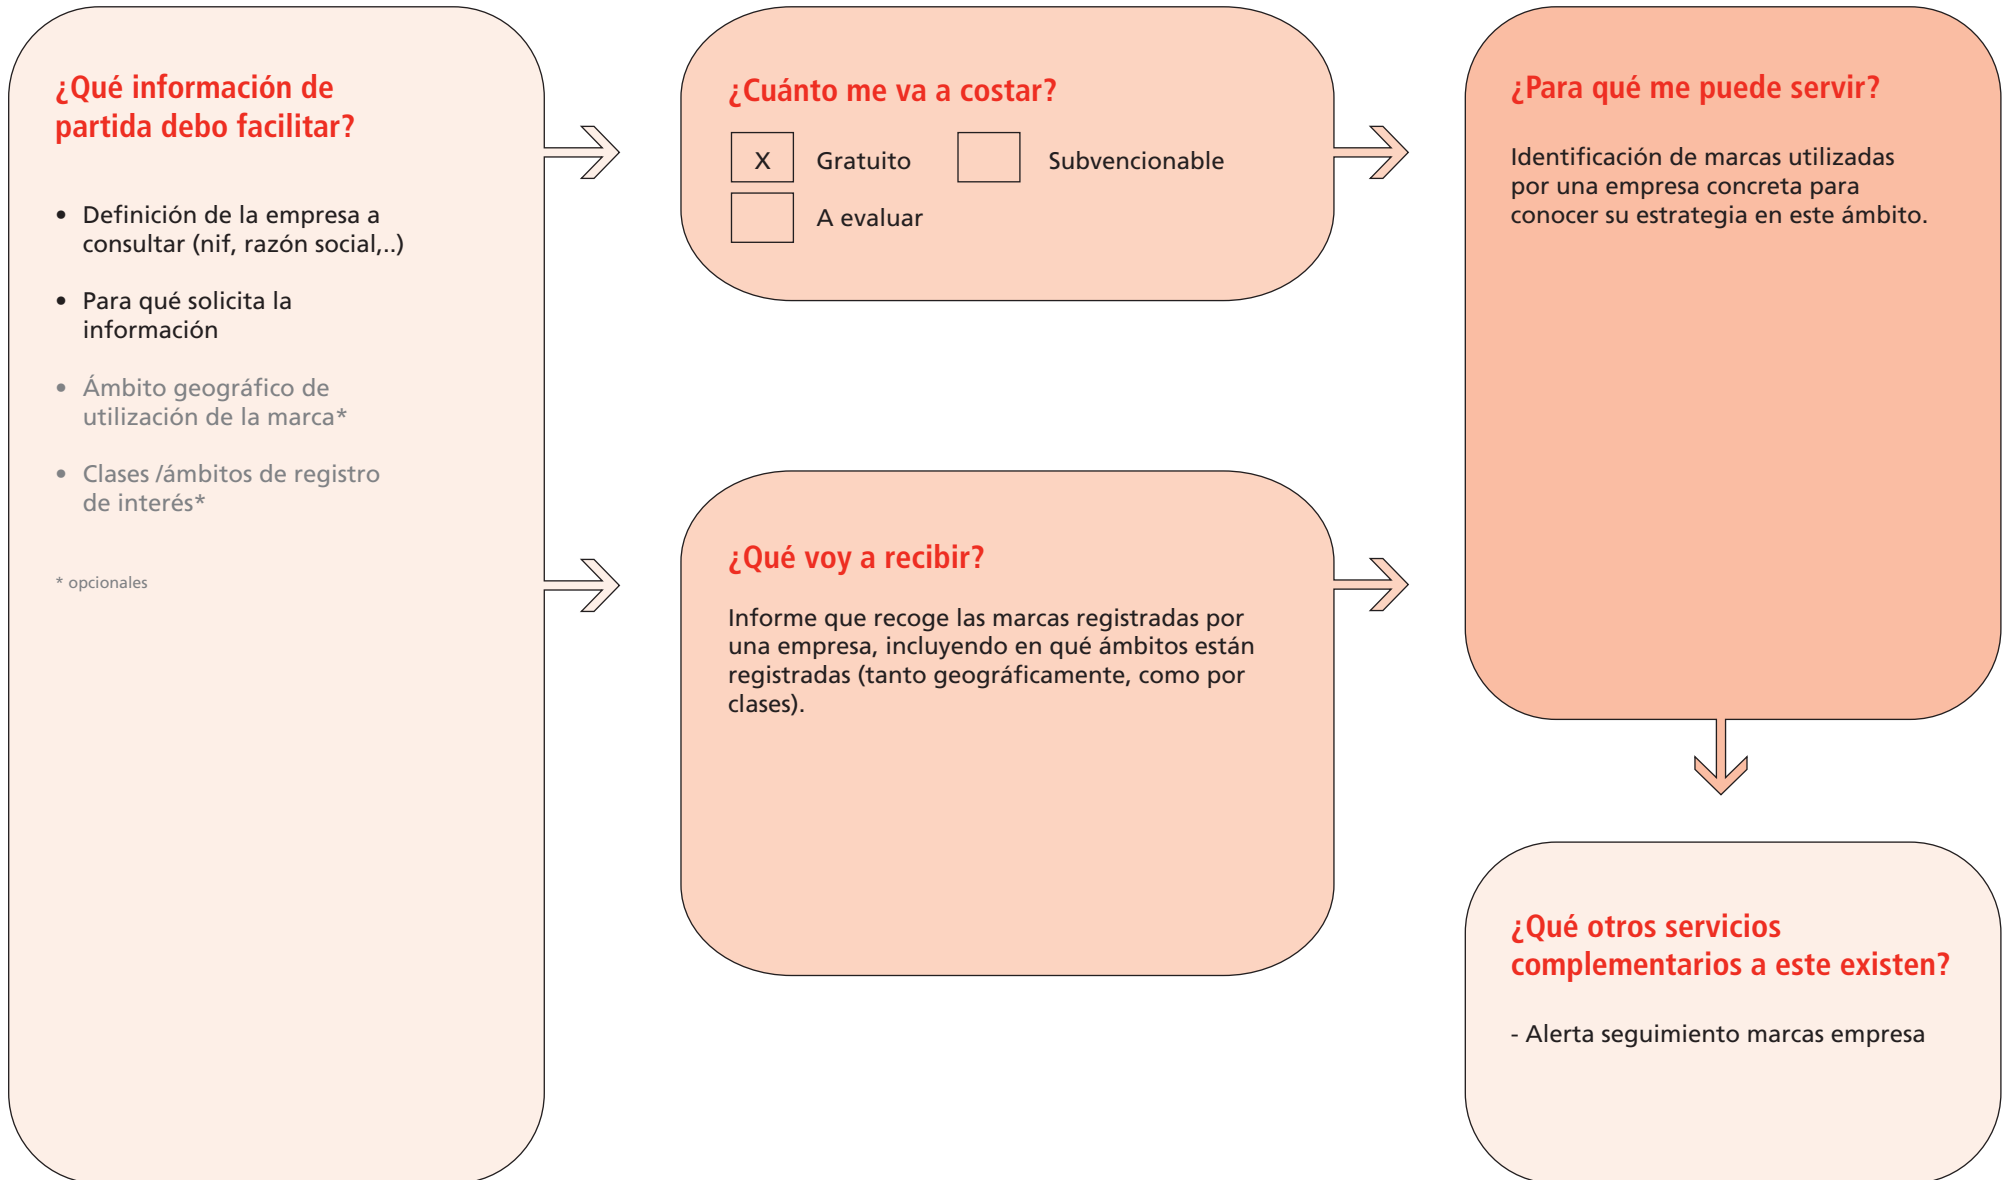 ¿Qué información de
partida debo facilitar?
• Definición de la empresa a
consultar (nif, razón social,..)
• Para qué solicita la
información
• Ámbito geográfico de
utilización de la marca*
• Clases /ámbitos de registro
de interés*
* opcionales
¿Cuánto me va a costar?
X Gratuito Subvencionable
A evaluar
¿Qué voy a recibir?
Informe que recoge las marcas registradas por
una empresa, incluyendo en qué ámbitos están
registradas (tanto geográficamente, como por
clases).
¿Para qué me puede servir?
Identificación de marcas utilizadas
por una empresa concreta para
conocer su estrategia en este ámbito.
¿Qué otros servicios
complementarios a este existen?
- Alerta seguimiento marcas empresa